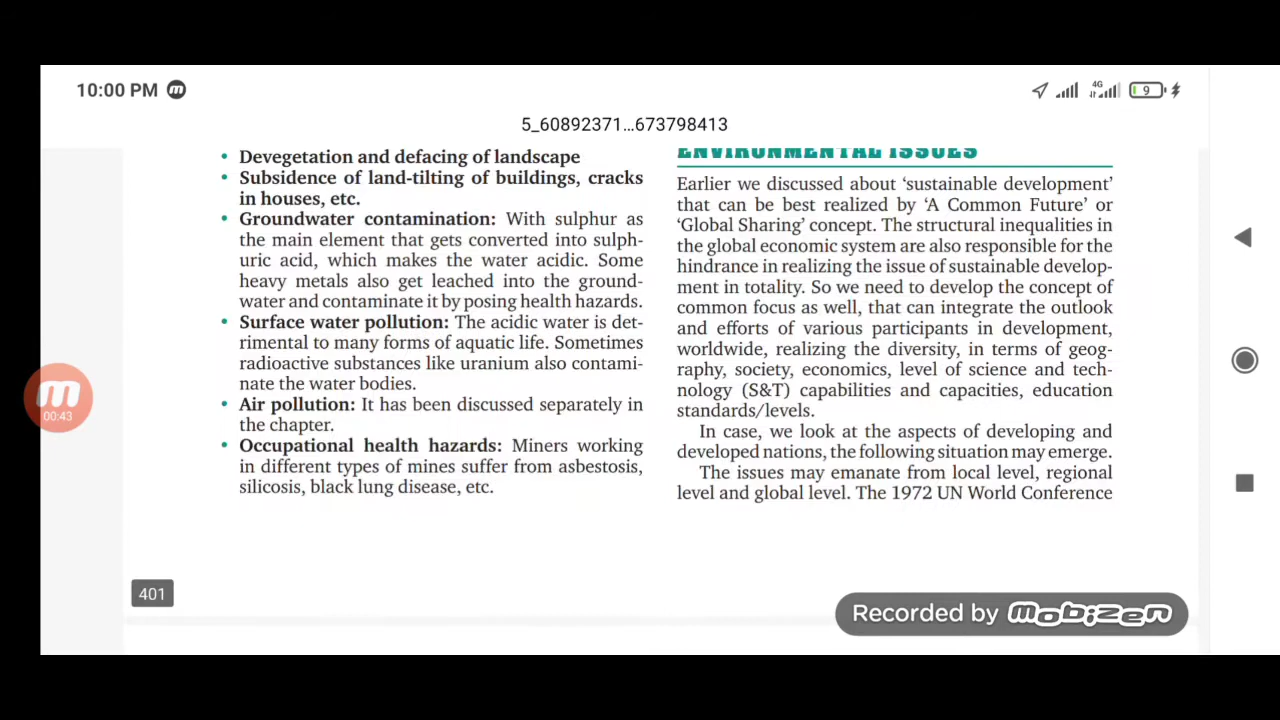 10:00 PM
4G
9
5_60892371...673798413
• Devegetation and defacing of landscape
• Subsidence of land-tilting of buildings, cracks
in houses, etc.
• Groundwater contamination: With sulphur as
the main element that gets converted into sulph-
uric acid, which makes the water acidic. Some
heavy metals also get leached into the ground-
water and contaminate it by posing health hazards.
• Surface water pollution: The acidic water is det-
rimental to many forms of aquatic life. Sometimes
radioactive substances like uranium also contami-
nate the water bodies.
• Air pollution: It has been discussed separately in
the chapter.
• Occupational health hazards: Miners working
in different types of mines suffer from asbestosis,
silicosis, black lung disease, etc.
ENVIRONMENTAL ISSUES
Earlier we discussed about ‘sustainable development’
that can be best realized by ‘A Common Future’ or
‘Global Sharing’ concept. The structural inequalities in
the global economic system are also responsible for the
hindrance in realizing the issue of sustainable develop-
ment in totality. So we need to develop the concept of
common focus as well, that can integrate the outlook
and efforts of various participants in development,
worldwide, realizing the diversity, in terms of geog-
raphy, society, economics, level of science and tech-
nology (S&T) capabilities and capacities, education
standards/levels.
In case, we look at the aspects of developing and
developed nations, the following situation may emerge.
The issues may emanate from local level, regional
level and global level. The 1972 UN World Conference
00:43
401
Recorded by mobizen